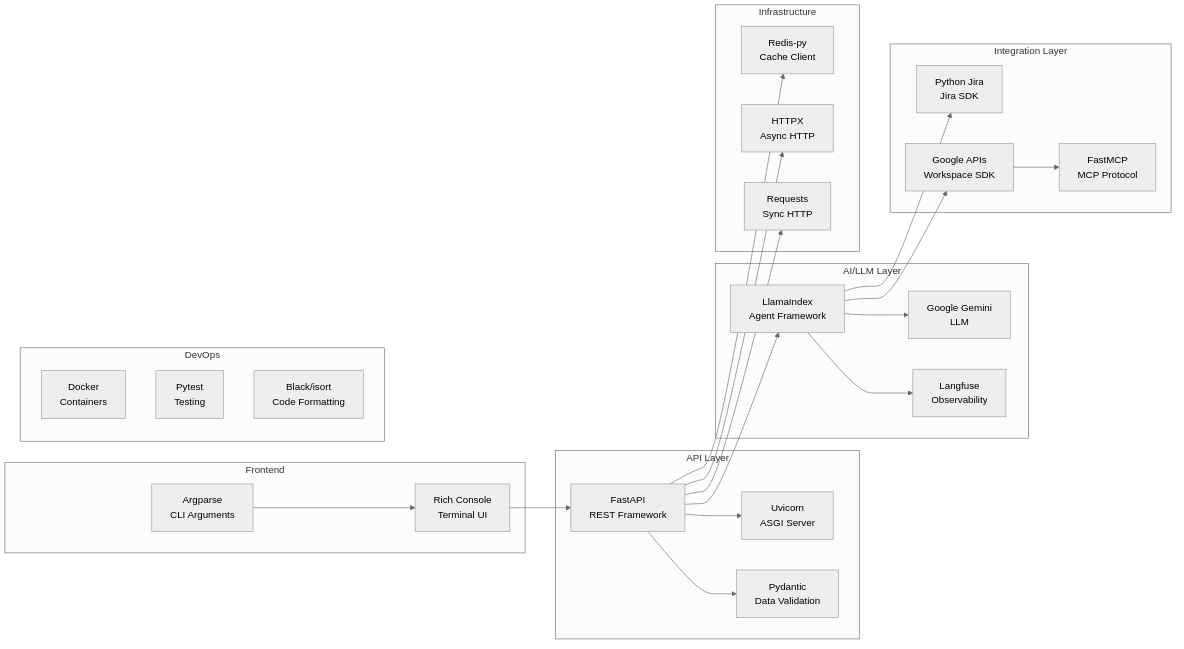 Infrastructure
Redis-py
Cache Client
HTTPX
Async HTTP
Requests
Sync HTTP
Integration Layer
Python Jira
Jira SDK
Google APIs
Workspace SDK
FastMCP
MCP Protocol
AI/LLM Layer
LlamaIndex
Agent Framework
Google Gemini
LLM
Langfuse
Observability
DevOps
Docker
Containers
Pytest
Testing
Black/isort
Code Formatting
Frontend
Argparse
CLI Arguments
Rich Console
Terminal UI
API Layer
FastAPI
REST Framework
Uvicorn
ASGI Server
Pydantic
Data Validation